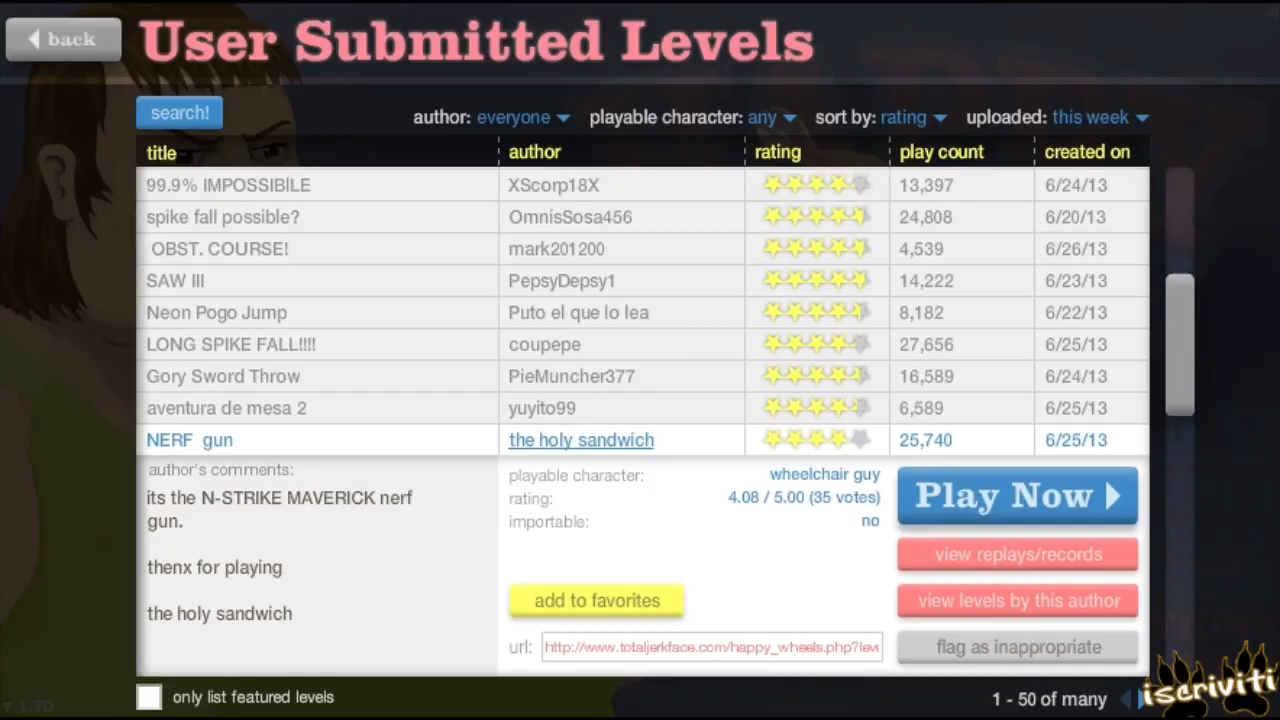 back
User Submitted Levels
search!
author: everyone playable character: any sort by: rating uploaded: this week
title author rating play count created on
99.9% IMPOSSIBlLE XScorp18X 13,397 6/24/13
spike fall possible? OmnisSosa456 24,808 6/20/13
OBST. COURSE! mark201200 4,539 6/26/13
SAW III PepsyDepsy1 14,222 6/23/13
Neon Pogo Jump Puto el que lo lea 8,182 6/22/13
LONG SPIKE FALL!!!! coupepe 27,656 6/25/13
Gory Sword Throw PieMuncher377 16,589 6/24/13
aventura de mesa 2 yuyito99 6,589 6/25/13
NERF gun the holy sandwich 25,740 6/25/13
author's comments:
its the N-STRIKE MAVERICK nerf
gun.
thenx for playing
the holy sandwich
playable character: wheelchair guy
rating: 4.08 / 5.00 (35 votes)
importable: no
add to favorites
url: http://www.totaljerkface.com/happy_wheels.php?leve
Play Now
view replays/records
view levels by this author
flag as inappropriate
only list featured levels
1 - 50 of many
iscriviti
v 1.70